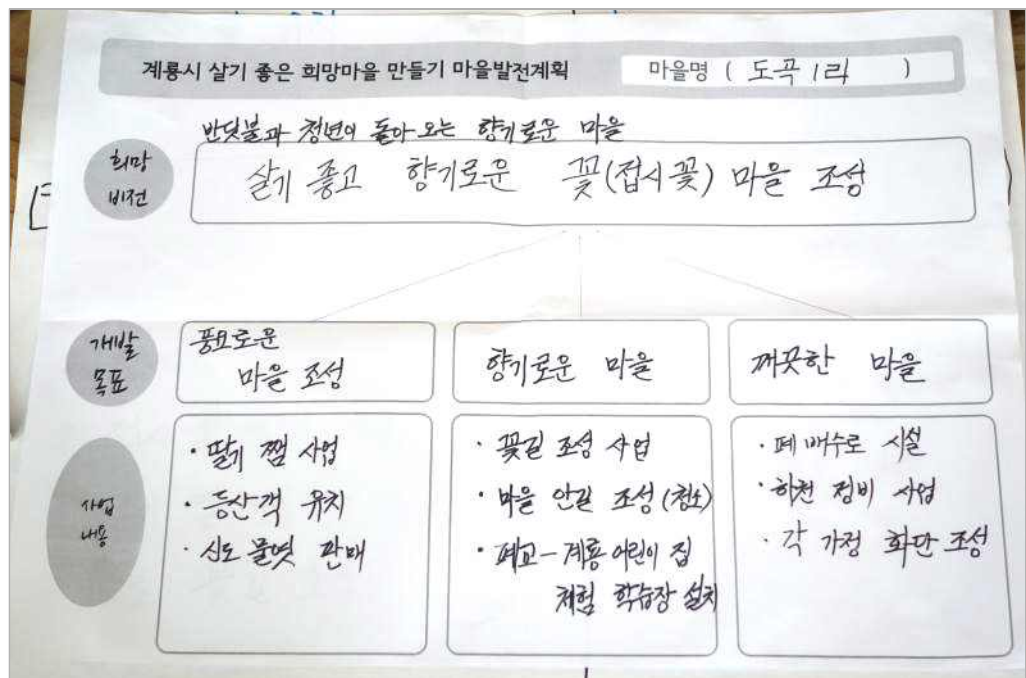 계룡시 살기 좋은 희망마을 만들기 마을발전계획
마을명 ( 도곡 1리 )
반딧불과 청년이 돌아 오는 향기로운 마을
희망
비전
살기 좋고 향기로운 꽃(접시꽃) 마을 조성
개발
목표
풍요로운
마을 조성
향기로운 마을
깨끗한 마을
사업
내용
· 딸기 쨈 사업
· 등산객 유치
· 신도 물엿 판매
· 꽃길 조성 사업
· 마을 안길 조성 (청소)
· 폐교 - 계룡 어린이 집
체험 학습장 설치
· 폐 배수로 시설
· 하천 정비 사업
· 각 가정 화단 조성